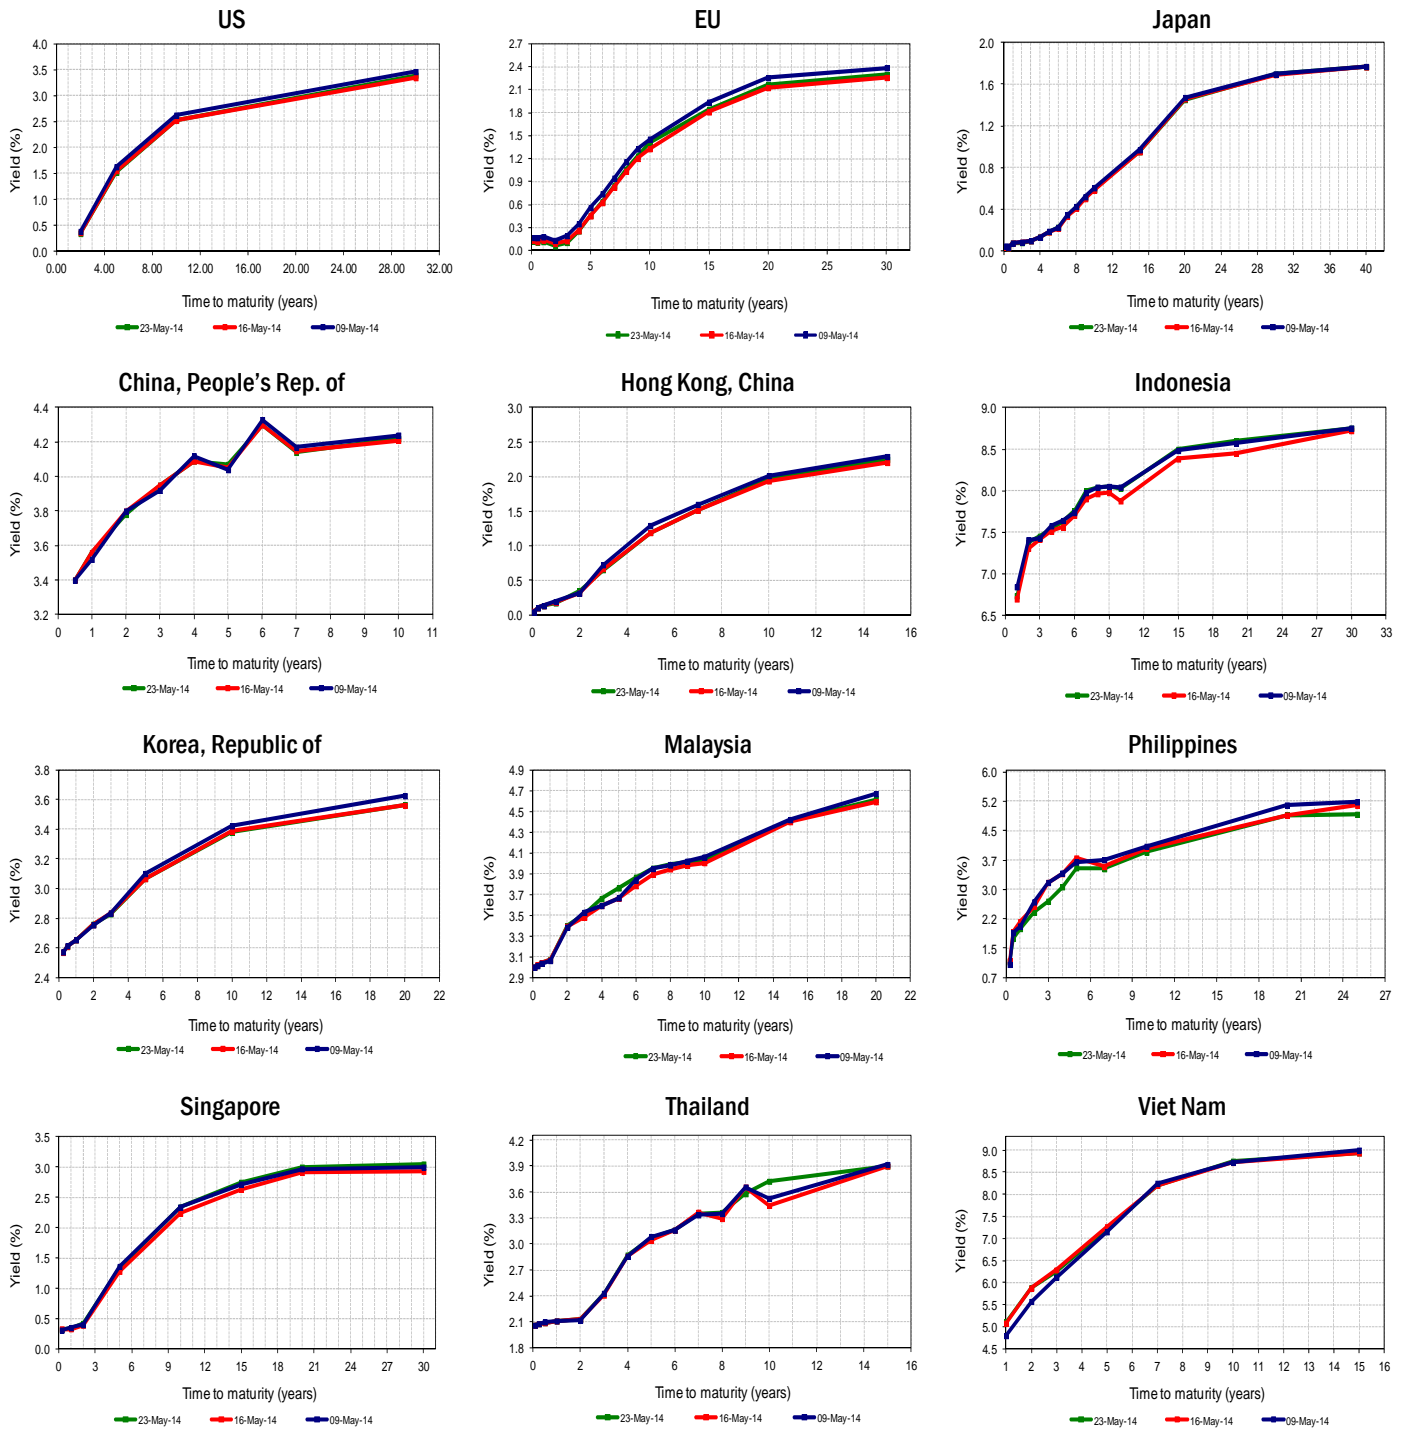 US
4.0
3.5
3.0
2.5
2.0
1.5
1.0
0.5
0.0
Yield (%)
0.00 4.00 8.00 12.00 16.00 20.00 24.00 28.00 32.00
Time to maturity (years)
23-May-14 16-May-14 09-May-14
EU
2.7
2.4
2.1
1.8
1.5
1.2
0.9
0.6
0.3
0.0
Yield (%)
0 5 10 15 20 25 30
Time to maturity (years)
23-May-14 16-May-14 09-May-14
Japan
2.0
1.6
1.2
0.8
0.4
0.0
Yield (%)
0 4 8 12 16 20 24 28 32 36 40
Time to maturity (years)
23-May-14 16-May-14 09-May-14
China, People’s Rep. of
4.4
4.2
4.0
3.8
3.6
3.4
3.2
Yield (%)
0 1 2 3 4 5 6 7 8 9 10 11
Time to maturity (years)
23-May-14 16-May-14 09-May-14
Hong Kong, China
3.0
2.5
2.0
1.5
1.0
0.5
0.0
Yield (%)
0 2 4 6 8 10 12 14 16
Time to maturity (years)
23-May-14 16-May-14 09-May-14
Indonesia
9.0
8.5
8.0
7.5
7.0
6.5
Yield (%)
0 3 6 9 12 15 18 21 24 27 30 33
Time to maturity (years)
23-May-14 16-May-14 09-May-14
Korea, Republic of
3.8
3.6
3.4
3.2
3.0
2.8
2.6
2.4
Yield (%)
0 2 4 6 8 10 12 14 16 18 20 22
Time to maturity (years)
23-May-14 16-May-14 09-May-14
Malaysia
4.9
4.7
4.5
4.3
4.1
3.9
3.7
3.5
3.3
3.1
2.9
Yield (%)
0 2 4 6 8 10 12 14 16 18 20 22
Time to maturity (years)
23-May-14 16-May-14 09-May-14
Philippines
6.0
5.2
4.5
3.7
3.0
2.2
1.5
0.7
Yield (%)
0 3 6 9 12 15 18 21 24 27
Time to maturity (years)
23-May-14 16-May-14 09-May-14
Singapore
3.5
3.0
2.5
2.0
1.5
1.0
0.5
0.0
Yield (%)
0 3 6 9 12 15 18 21 24 27 30
Time to maturity (years)
23-May-14 16-May-14 09-May-14
Thailand
4.2
3.9
3.6
3.3
3.0
2.7
2.4
2.1
1.8
Yield (%)
0 2 4 6 8 10 12 14 16
Time to maturity (years)
23-May-14 16-May-14 09-May-14
Viet Nam
9.0
8.5
8.0
7.5
7.0
6.5
6.0
5.5
5.0
4.5
Yield (%)
1 2 3 4 5 6 7 8 9 10 12 13 14 15 16
Time to maturity (years)
23-May-14 16-May-14 09-May-14